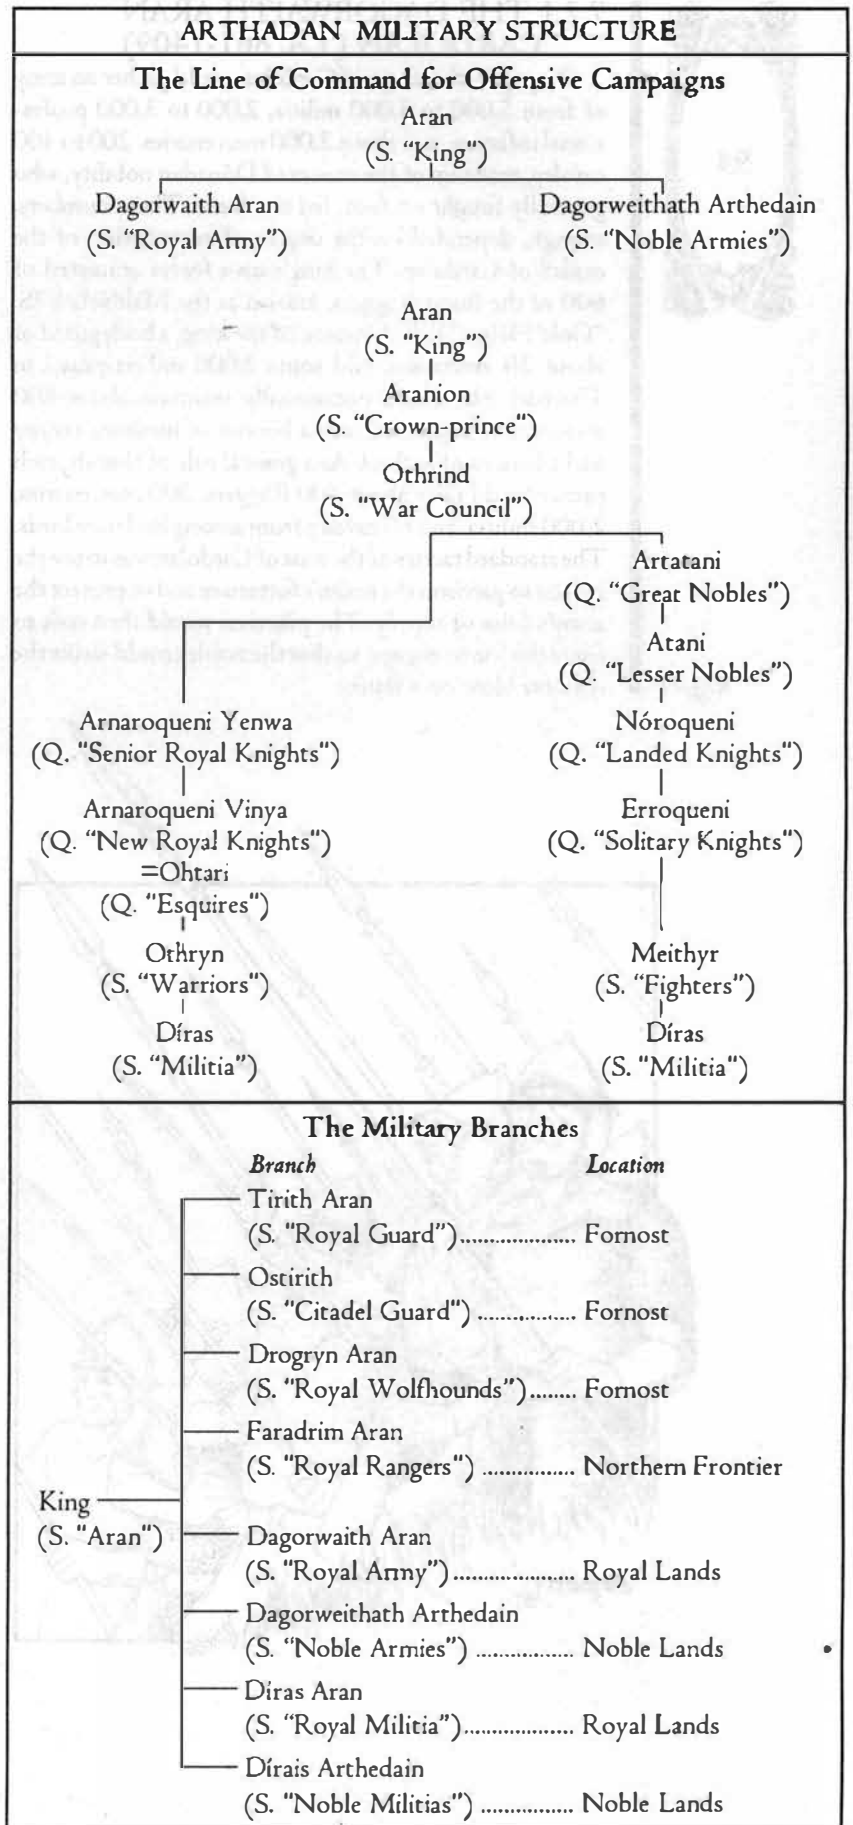 ARTHADAN MILITARY STRUCTURE
The Line of Command for Offensive Campaigns
Aran
(S. “King”)
Dagorwaith Aran Dagorweithath Arthedain
(S. “Royal Army”) (S. “Noble Armies”)
Aran
(S. “King”)
Aranion
(S. “Crown-prince”)
Othrind
(S. “War Council”)
Artatani
(Q. “Great Nobles”)
Atani
(Q. “Lesser Nobles”)
Arnaroqueni Yenwa Nóroqueni
(Q. "Senior Royal Knights") (Q. “Landed Knights”)
Arnaroqueni Vinya Erroqueni
(Q. “New Royal Knights”) (Q. “Solitary Knights”)
=Ohtari
(Q. "Esquires")
Othryn Meithyr
(S. “Warriors") (S. “Fighters”)
Díras Díras
(S. “Militia”) (S. “Militia”)
The Military Branches
Branch Location
Tirith Aran
(S. "Royal Guard").................... Fornost
Ostirith
(S. "Citadel Guard") ................. Fornost
Drogryn Aran
(S. “Royal Wolfhounds”)........ Fornost
Faradrim Aran
(S. "Royal Rangers") ................ Northern Frontier
King
(S. "Aran")
Dagorwaith Aran
(S. “Royal Army”)..................... Royal Lands
Dagorweithath Arthedain
(S. “Noble Armies”) ................. Noble Lands
Díras Aran
(S. “Royal Militia”)................... Royal Lands
Dírais Arthedain
(S. “Noble Militias”) ................ Noble Lands